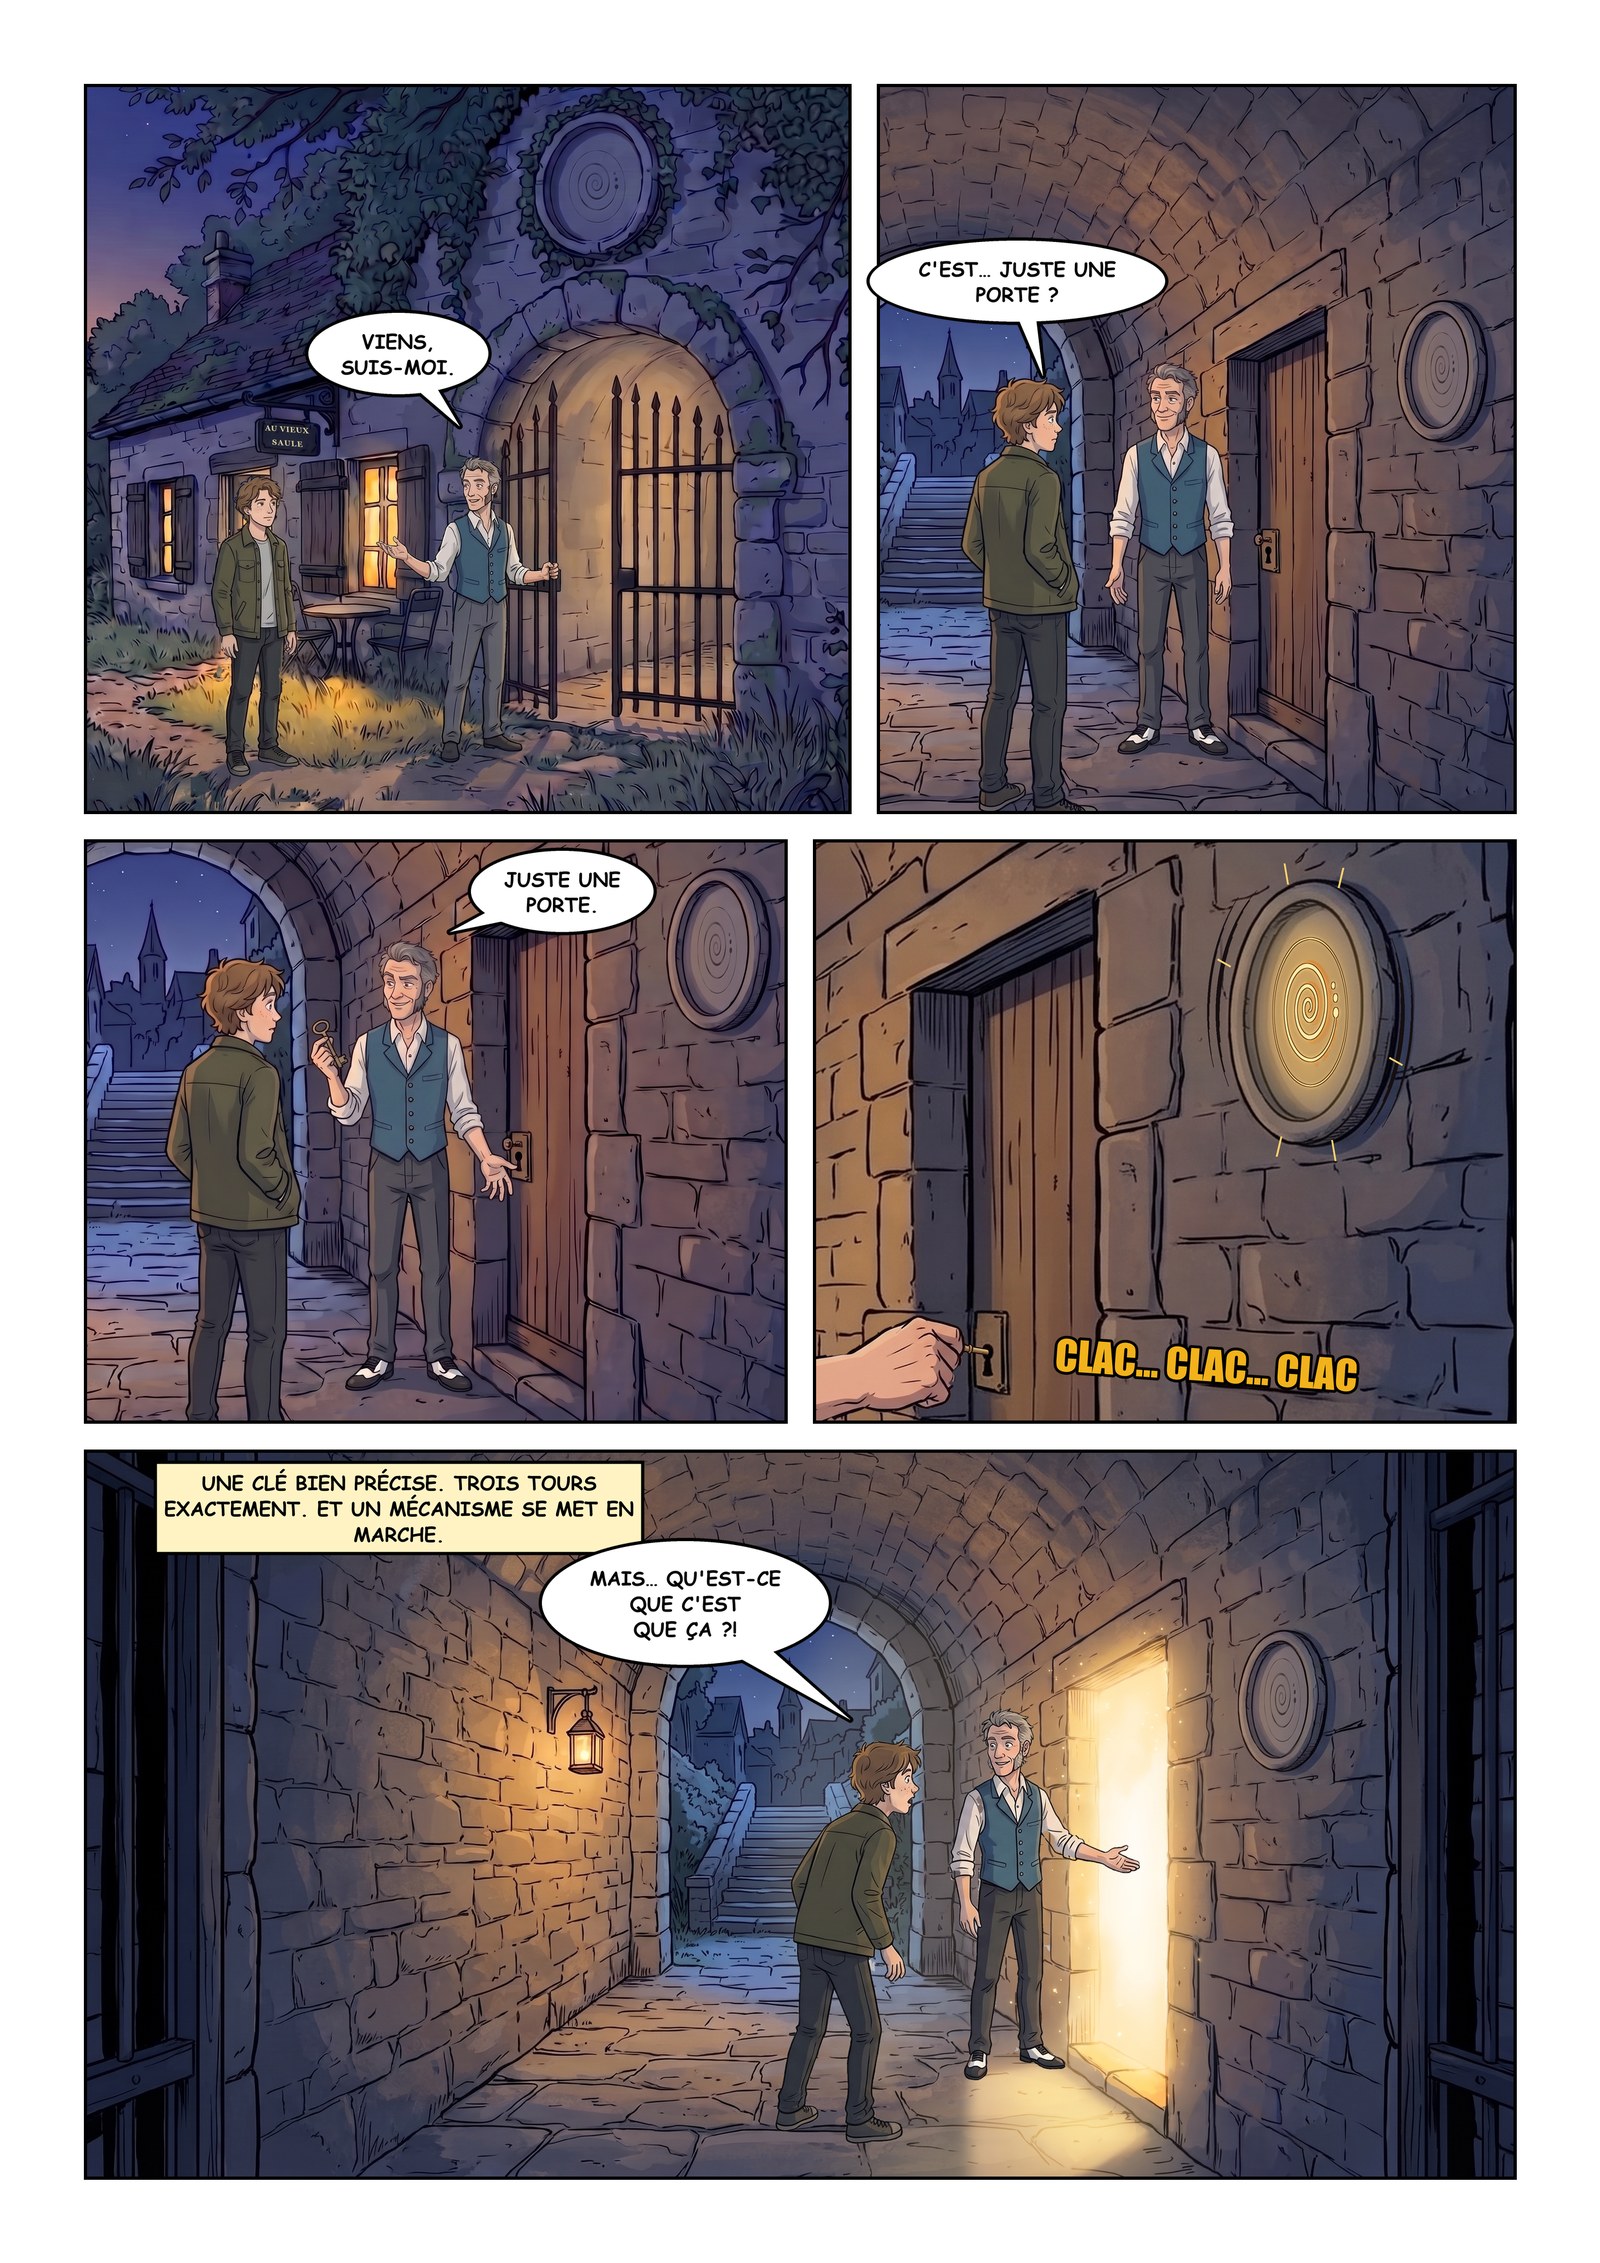 VIENS,
SUIS-MOI.
AU VIEUX
SAULE
C'EST... JUSTE UNE
PORTE ?
JUSTE UNE
PORTE.
CLAC... CLAC... CLAC
UNE CLÉ BIEN PRÉCISE. TROIS TOURS
EXACTEMENT. ET UN MÉCANISME SE MET EN
MARCHE.
MAIS... QU'EST-CE
QUE C'EST
QUE ÇA ?!